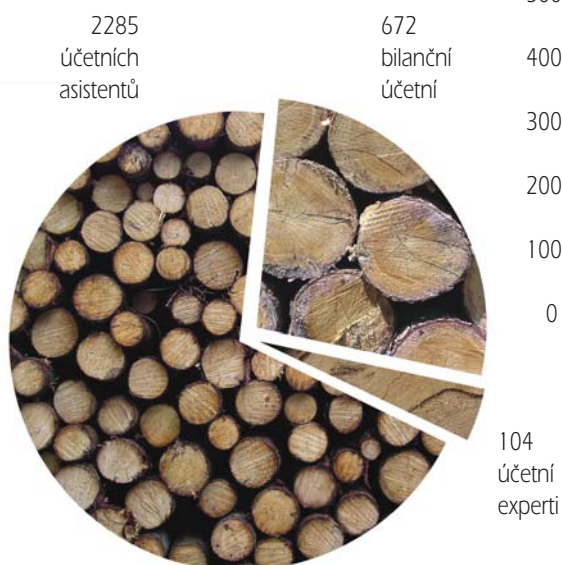 2285
účetních
asistentů
672
bilanční
účetní
400
300
200
100
0
104
účetní
experti